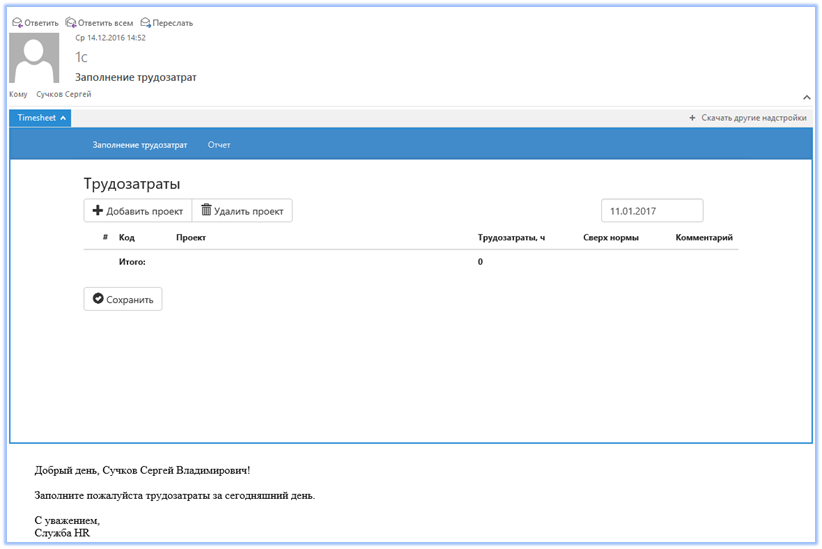 Ответить Ответить всем Переслать
Ср 14.12.2016 14:52
1с
Заполнение трудозатрат
Кому Сучков Сергей
Timesheet + Скачать другие надстройки
Заполнение трудозатрат Отчет
Трудозатраты
Добавить проект Удалить проект 11.01.2017
# Код Проект Трудозатраты, ч Сверх нормы Комментарий
Итого: 0
Сохранить
Добрый день, Сучков Сергей Владимирович!
Заполните пожалуйста трудозатраты за сегодняшний день.
С уважением,
Служба HR